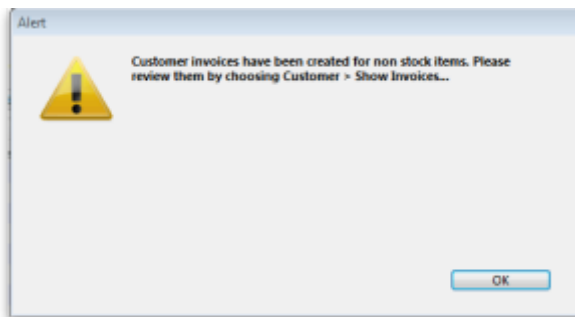 Alert
Customer invoices have been created for non stock items. Please
review them by choosing Customer > Show Invoices...
OK